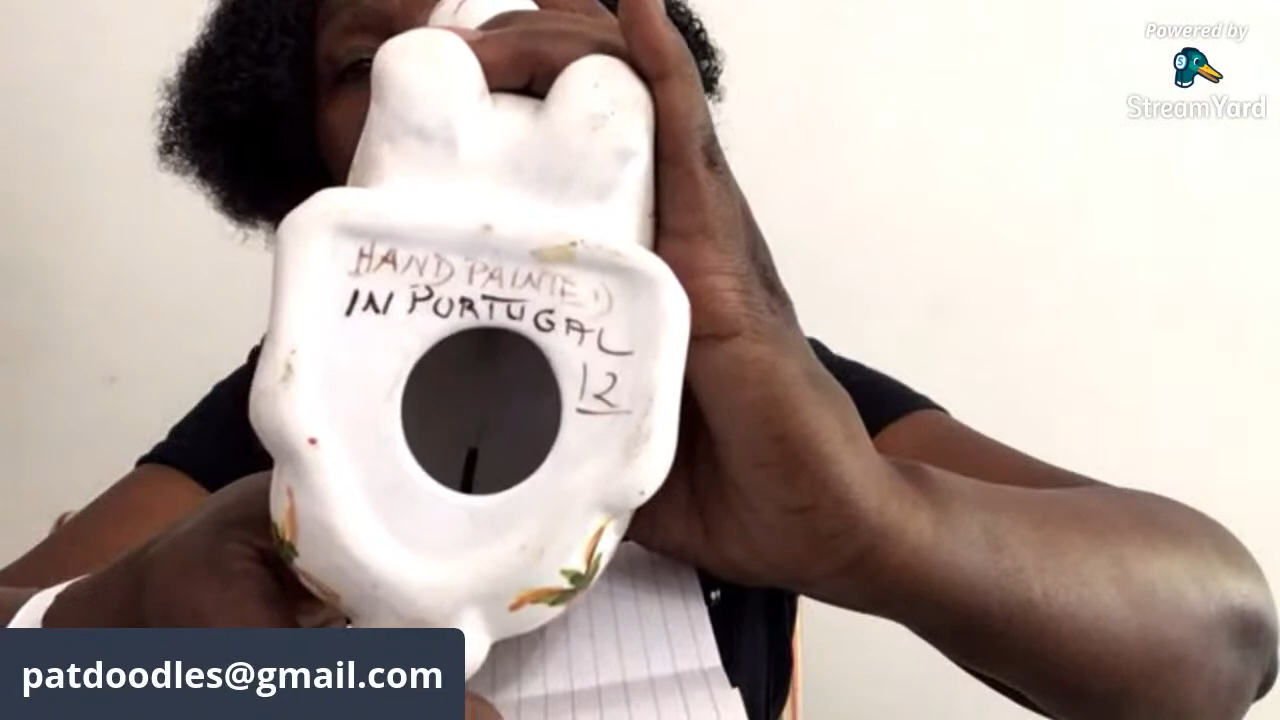 Powered by
StreamYard
HAND PAINTED
IN PORTUGAL
12
patdoodles@gmail.com